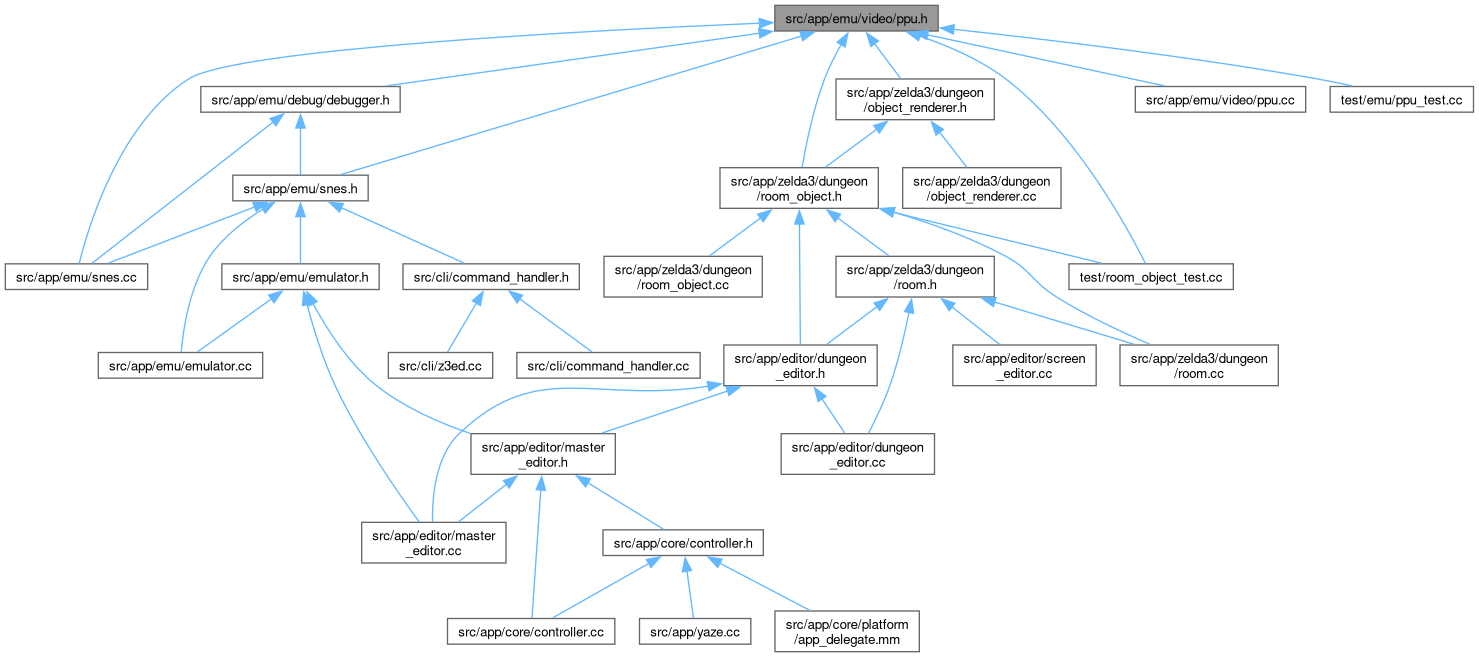 src/app/emu/video/ppu.h
src/app/emu/debug/debugger.h
src/app/zelda3/dungeon
/object_renderer.h
src/app/emu/video/ppu.cc
test/emu/ppu_test.cc
src/app/emu/snes.h
src/app/zelda3/dungeon
/room_object.h
src/app/zelda3/dungeon
/object_renderer.cc
src/app/emu/snes.cc
src/app/emu/emulator.h
src/cli/command_handler.h
src/app/zelda3/dungeon
/room_object.cc
src/app/zelda3/dungeon
/room.h
test/room_object_test.cc
src/app/emu/emulator.cc
src/cli/z3ed.cc
src/cli/command_handler.cc
src/app/editor/dungeon
_editor.h
src/app/editor/screen
_editor.cc
src/app/zelda3/dungeon
/room.cc
src/app/editor/master
_editor.h
src/app/editor/dungeon
_editor.cc
src/app/editor/master
_editor.cc
src/app/core/controller.h
src/app/core/controller.cc
src/app/yaze.cc
src/app/core/platform
/app_delegate.mm